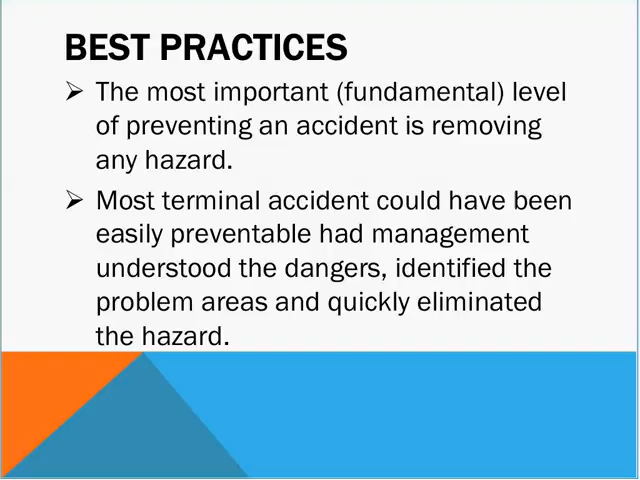 BEST PRACTICES
➢ The most important (fundamental) level
of preventing an accident is removing
any hazard.
➢ Most terminal accident could have been
easily preventable had management
understood the dangers, identified the
problem areas and quickly eliminated
the hazard.